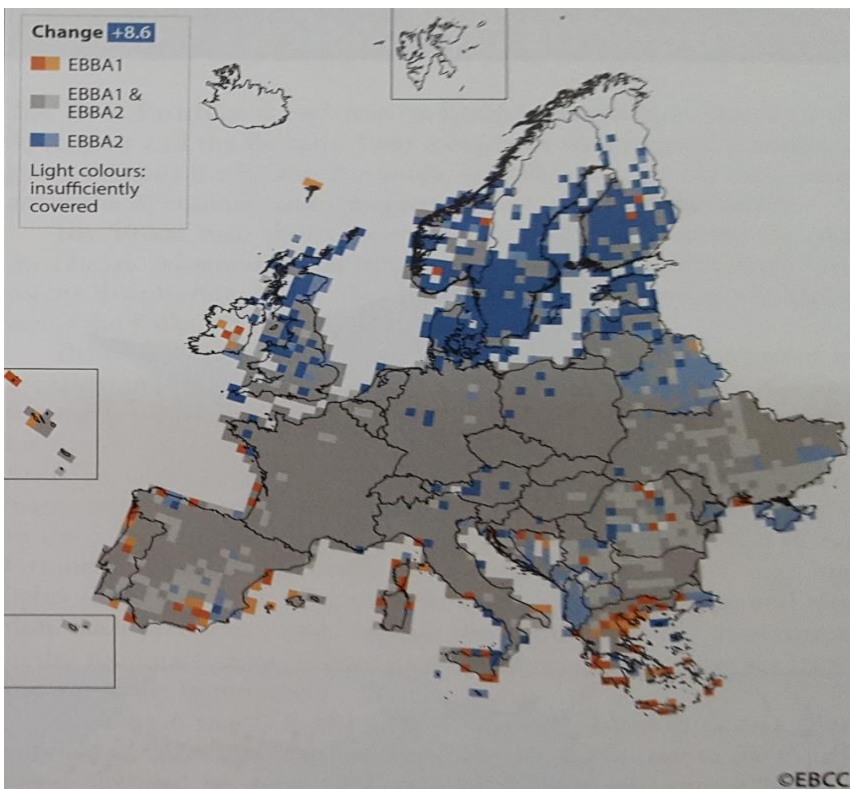 Change +8.6
EBBA1
EBBA1 &
EBBA2
EBBA2
Light colours:
insufficiently
covered
©EBCC